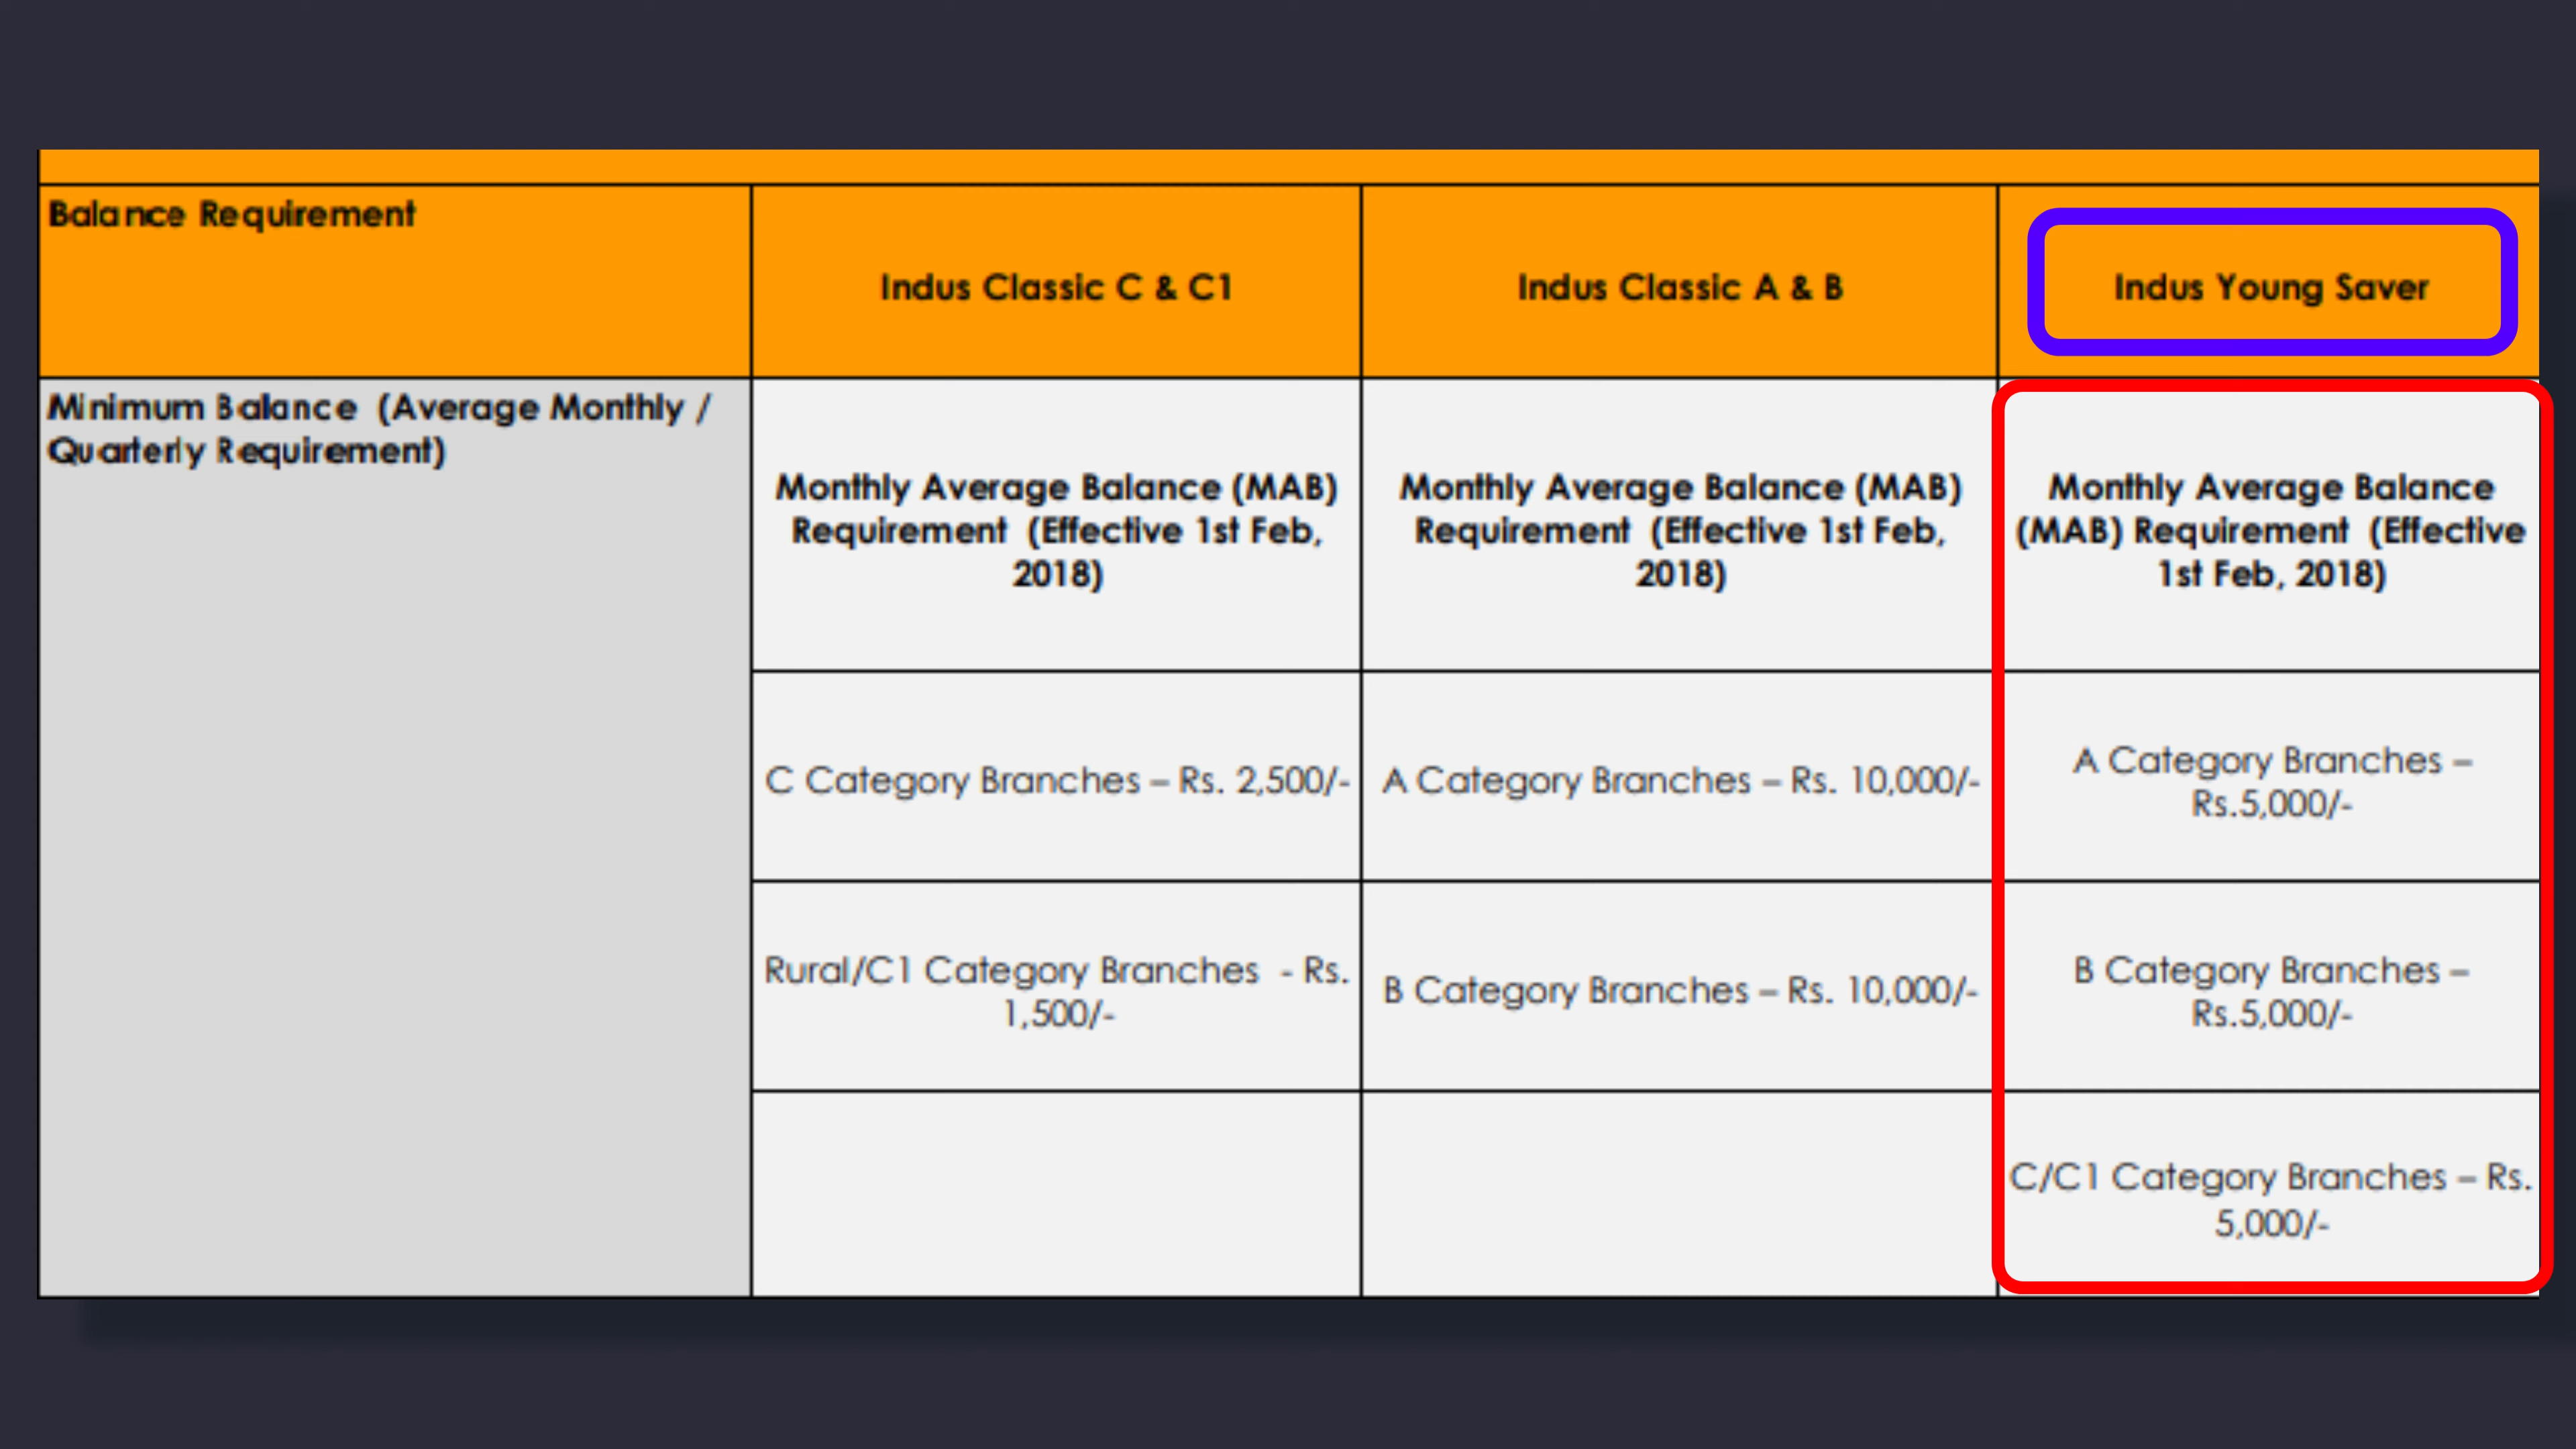 Balance Requirement
Indus Classic C & C1
Indus Classic A & B
Indus Young Saver
Minimum Balance (Average Monthly /
Quarterly Requirement)
Monthly Average Balance (MAB)
Requirement (Effective 1st Feb,
2018)
Monthly Average Balance (MAB)
Requirement (Effective 1st Feb,
2018)
Monthly Average Balance
(MAB) Requirement (Effective
1st Feb, 2018)
C Category Branches – Rs. 2,500/-
A Category Branches – Rs. 10,000/-
A Category Branches –
Rs.5,000/-
Rural/C1 Category Branches - Rs.
1,500/-
B Category Branches – Rs. 10,000/-
B Category Branches –
Rs.5,000/-
C/C1 Category Branches – Rs.
5,000/-